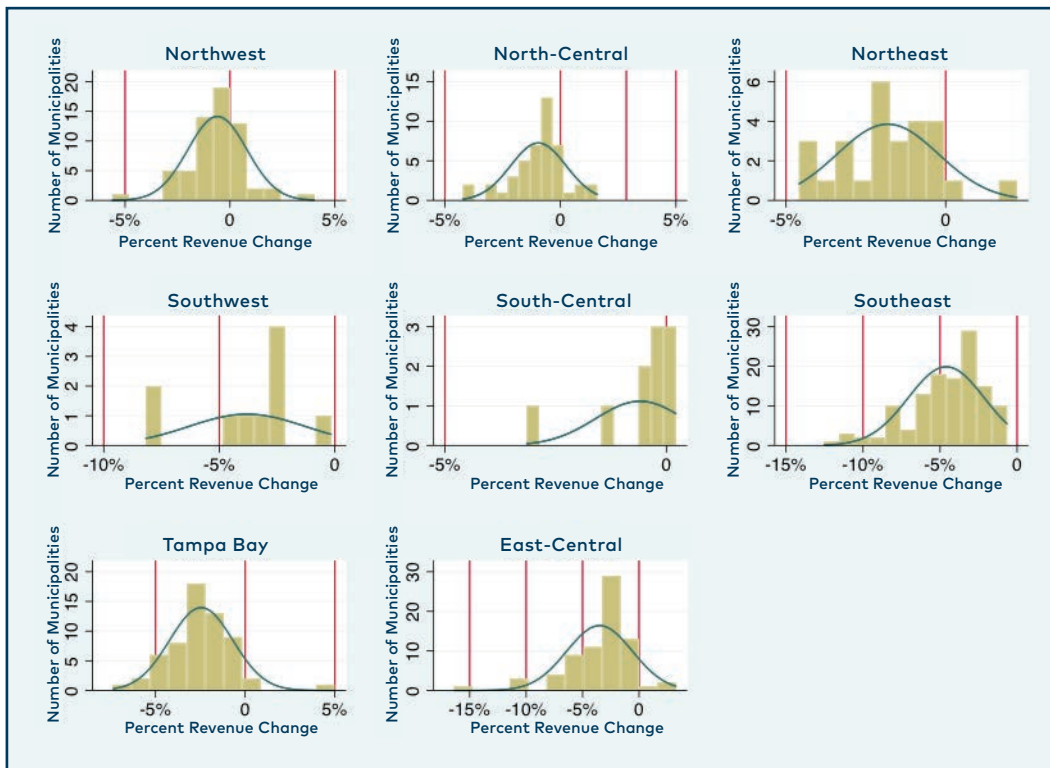 Northwest
Number of Municipalities
20
15
10
5
0
-5% 0 5%
Percent Revenue Change
North-Central
Number of Municipalities
15
10
5
0
-5% 0 5%
Percent Revenue Change
Northeast
Number of Municipalities
6
4
2
0
-5% 0
Percent Revenue Change
Southwest
Number of Municipalities
4
3
2
1
0
-10% -5% 0
Percent Revenue Change
South-Central
Number of Municipalities
3
2
1
0
-5% 0
Percent Revenue Change
Southeast
Number of Municipalities
30
20
10
0
-15% -10% -5% 0
Percent Revenue Change
Tampa Bay
Number of Municipalities
20
15
10
5
0
-5% 0 5%
Percent Revenue Change
East-Central
Number of Municipalities
30
20
10
0
-15% -10% -5% 0
Percent Revenue Change